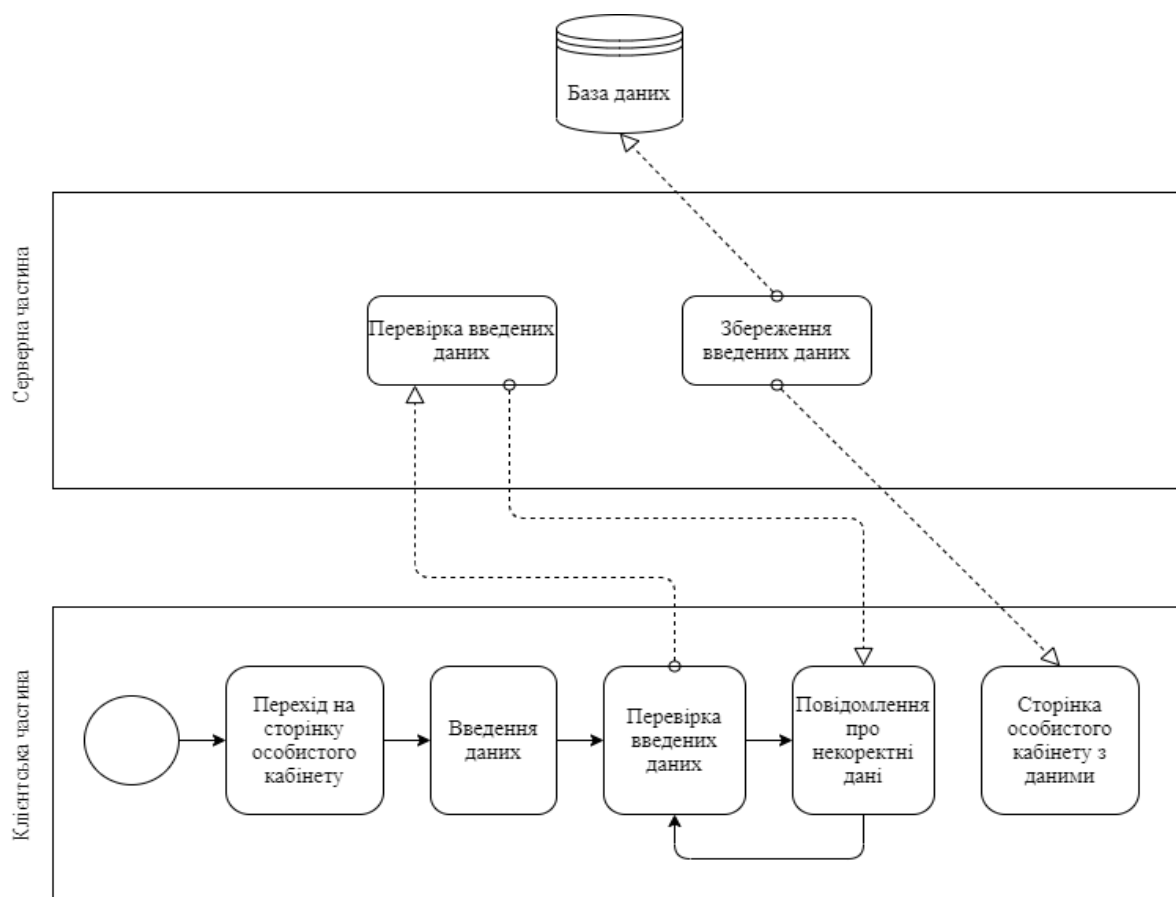 База даних
Серверна частина
Перевірка введених
даних
Збереження
введених даних
Клієнтська частина
Перехід на
сторінку
особистого
кабінету
Введення
даних
Перевірка
введених
даних
Повідомлення
про
некоректні
дані
Сторінка
особистого
кабінету з
даними